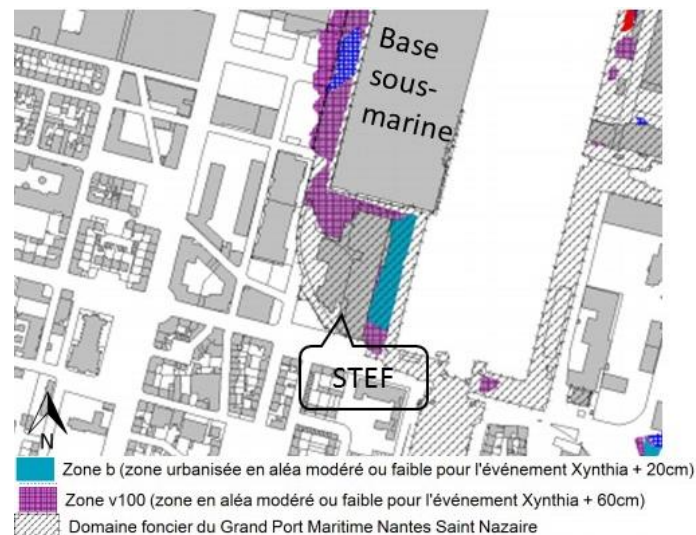 Base
sous-
marine
STEF
N
Zone b (zone urbanisée en aléa modéré ou faible pour l'événement Xynthia + 20cm)
Zone v100 (zone en aléa modéré ou faible pour l'événement Xynthia + 60cm)
Domaine foncier du Grand Port Maritime Nantes Saint Nazaire